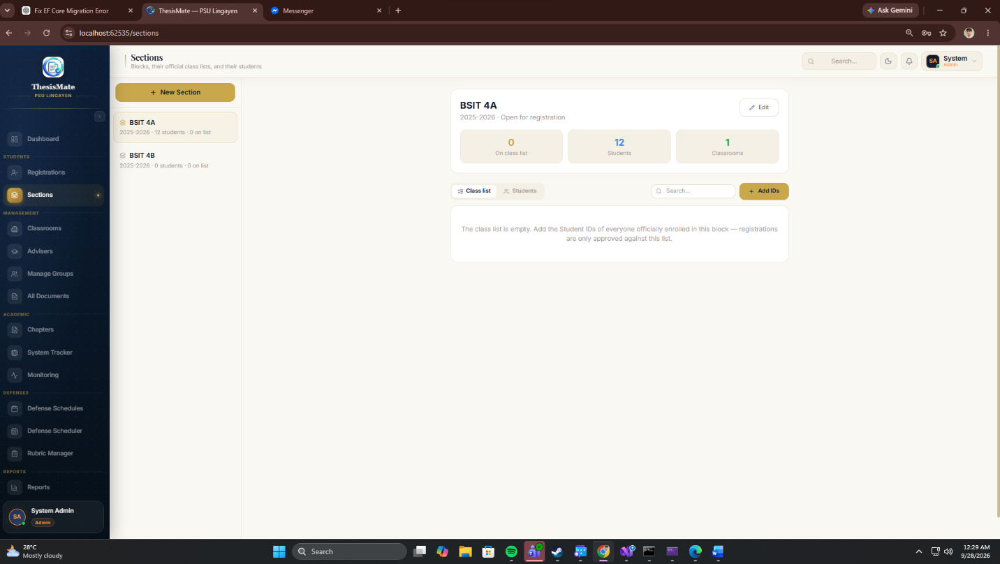 Fix EF Core Migration Error
ThesisMate — PSU Lingayen
Messenger
Ask Gemini
localhost:62535/sections
ThesisMate
PSU LINGAYEN
Dashboard
STUDENTS
Registrations
Sections
MANAGEMENT
Classrooms
Advisers
Manage Groups
All Documents
ACADEMIC
Chapters
System Tracker
Monitoring
DEFENSES
Defense Schedules
Defense Scheduler
Rubric Manager
REPORTS
Reports
SA
System Admin
Admin
Sections
Blocks, their official class lists, and their students
Search...
SA
System
Admin
+ New Section
BSIT 4A
2025-2026 · 12 students · 0 on list
BSIT 4B
2025-2026 · 0 students · 0 on list
BSIT 4A
2025-2026 · Open for registration
Edit
0
On class list
12
Students
1
Classrooms
Class list
Students
Search...
+ Add IDs
The class list is empty. Add the Student IDs of everyone officially enrolled in this block — registrations
are only approved against this list.
28°C
Mostly cloudy
Search
12:29 AM
9/28/2026